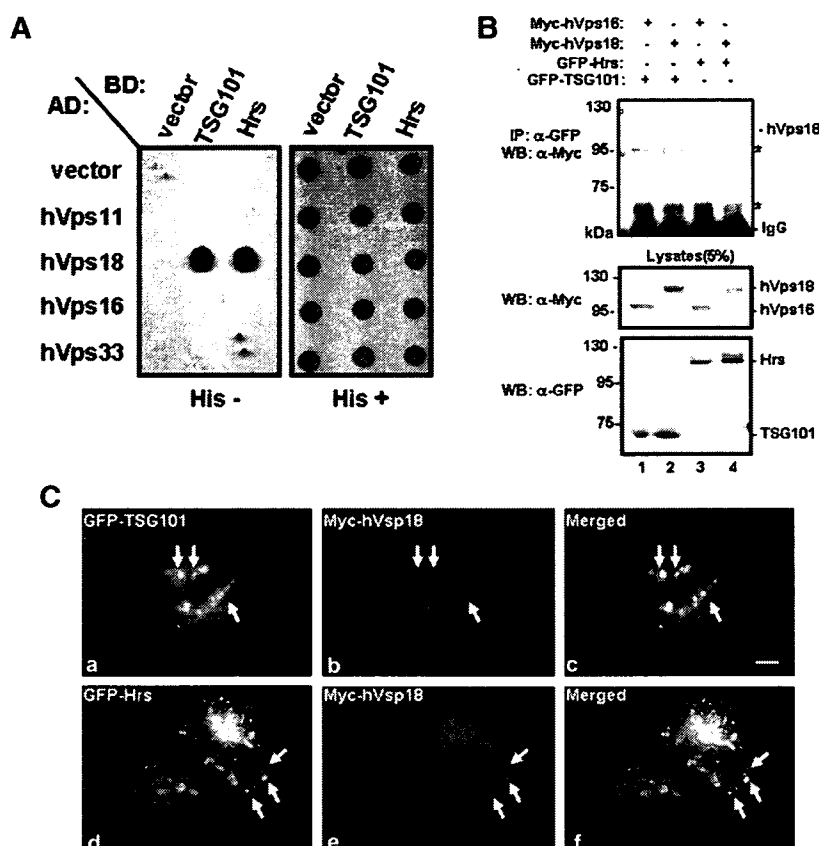 A
BD:
AD:
vector
TSG101
Hrs
vector
TSG101
Hrs
vector
hVps11
hVps18
hVps16
hVps33
His -
His +
B
Myc-hVps16: + - + -
Myc-hVps18: - + - +
GFP-Hrs: - - + +
GFP-TSG101: + + - -
130
IP: α-GFP
WB: α-Myc
95
75
kDa
hVps18
*
*
IgG
Lysates(5%)
130
WB: α-Myc
95
hVps18
hVps16
130
WB: α-GFP
95
75
Hrs
TSG101
1 2 3 4
C
GFP-TSG101
Myc-hVsp18
Merged
a
b
c
GFP-Hrs
Myc-hVsp18
Merged
d
e
f